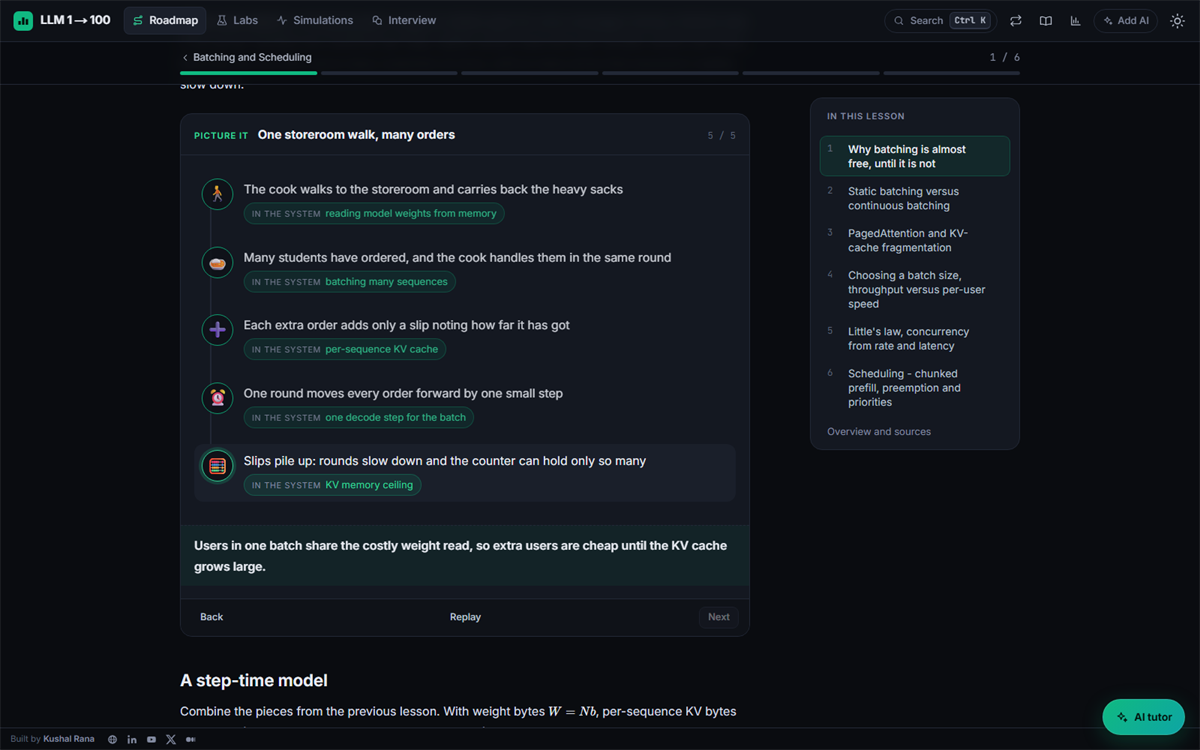 LLM 1→100
Roadmap
Labs
Simulations
Interview
Search
Ctrl K
Add AI
Batching and Scheduling
1 / 6
slow down.
PICTURE IT One storeroom walk, many orders
5 / 5
The cook walks to the storeroom and carries back the heavy sacks
IN THE SYSTEM reading model weights from memory
Many students have ordered, and the cook handles them in the same round
IN THE SYSTEM batching many sequences
Each extra order adds only a slip noting how far it has got
IN THE SYSTEM per-sequence KV cache
One round moves every order forward by one small step
IN THE SYSTEM one decode step for the batch
Slips pile up: rounds slow down and the counter can hold only so many
IN THE SYSTEM KV memory ceiling
Users in one batch share the costly weight read, so extra users are cheap until the KV cache
grows large.
Back
Replay
Next
A step-time model
Combine the pieces from the previous lesson. With weight bytes W = Nb, per-sequence KV bytes
IN THIS LESSON
1 Why batching is almost
free, until it is not
2 Static batching versus
continuous batching
3 PagedAttention and KV-
cache fragmentation
4 Choosing a batch size,
throughput versus per-user
speed
5 Little's law, concurrency
from rate and latency
6 Scheduling - chunked
prefill, preemption and
priorities
Overview and sources
AI tutor
Built by Kushal Rana